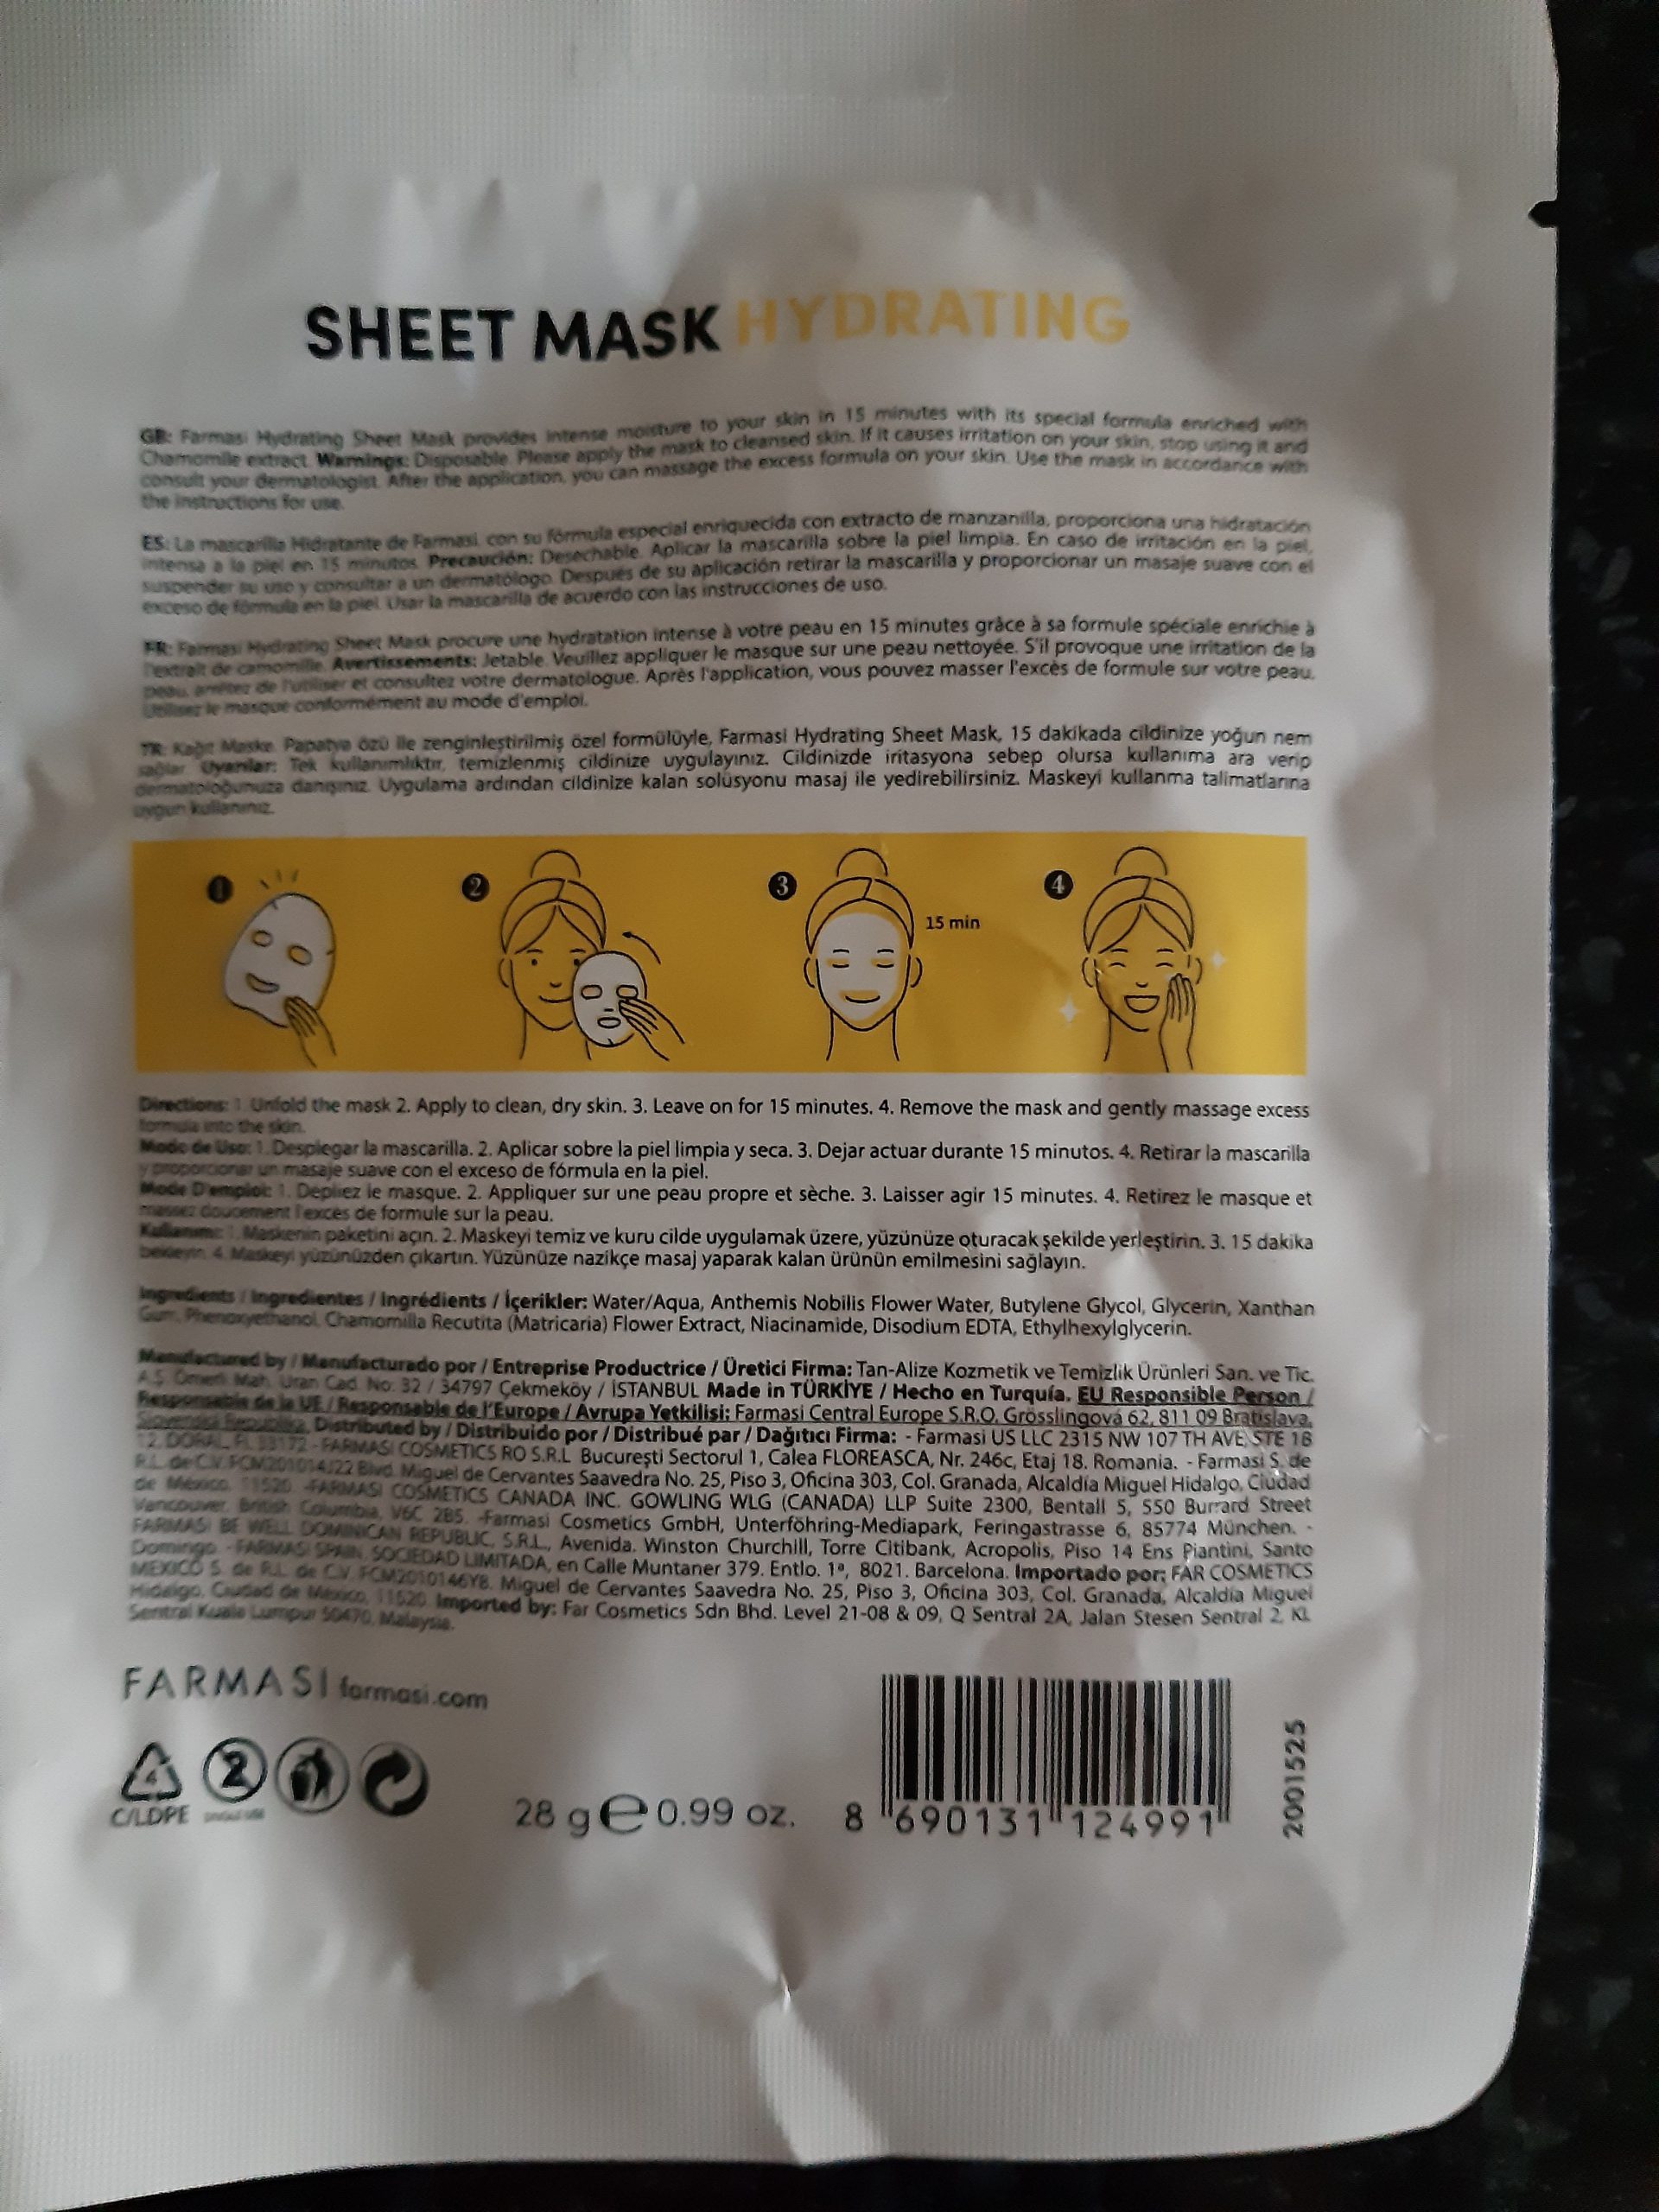 SHEET MASK HYDRATING
GB: Farmasi Hydrating Sheet Mask provides intense moisture to your skin in 15 minutes with its special formula enriched with
Chamomile extract. Warnings: Disposable. Please apply the mask to cleansed skin. If it causes irritation on your skin, stop using it and
consult your dermatologist. After the application, you can massage the excess formula on your skin. Use the mask in accordance with
the instructions for use.
ES: La mascarilla Hidratante de Farmasi, con su fórmula especial enriquecida con extracto de manzanilla, proporciona una hidratación
intensa a la piel en 15 minutos. Precaución: Desechable. Aplicar la mascarilla sobre la piel limpia. En caso de irritación en la piel,
suspender su uso y consultar a un dermatólogo. Después de su aplicación retirar la mascarilla y proporcionar un masaje suave con el
exceso de fórmula en la piel. Usar la mascarilla de acuerdo con las instrucciones de uso.
FR: Farmasi Hydrating Sheet Mask procure une hydratation intense à votre peau en 15 minutes grâce à sa formule spéciale enrichie à
l'extrait de camomille. Avertissements: Jetable. Veuillez appliquer le masque sur une peau nettoyée. S'il provoque une irritation de la
peau, arrêtez de l'utiliser et consultez votre dermatologue. Après l'application, vous pouvez masser l'excès de formule sur votre peau.
Utilisez le masque conformément au mode d'emploi.
TR: Kağıt Maske. Papatya özü ile zenginleştirilmiş özel formülüyle, Farmasi Hydrating Sheet Mask, 15 dakikada cildinize yoğun nem
sağlar. Uyarılar: Tek kullanımlıktır, temizlenmiş cildinize uygulayınız. Cildinizde iritasyona sebep olursa kullanıma ara verip
dermatoloğunuza danışınız. Uygulama ardından cildinize kalan solüsyonu masaj ile yedirebilirsiniz. Maskeyi kullanma talimatlarına
uygun kullanınız.
1 2 3 15 min 4
Directions: 1. Unfold the mask 2. Apply to clean, dry skin. 3. Leave on for 15 minutes. 4. Remove the mask and gently massage excess
formula into the skin.
Modo de Uso: 1. Desplegar la mascarilla. 2. Aplicar sobre la piel limpia y seca. 3. Dejar actuar durante 15 minutos. 4. Retirar la mascarilla
y proporcionar un masaje suave con el exceso de fórmula en la piel.
Mode D'emploi: 1. Dépliez le masque. 2. Appliquer sur une peau propre et sèche. 3. Laisser agir 15 minutes. 4. Retirez le masque et
massez doucement l'excès de formule sur la peau.
Kullanımı: 1. Maskenin paketini açın. 2. Maskeyi temiz ve kuru cilde uygulamak üzere, yüzünüze oturacak şekilde yerleştirin. 3. 15 dakika
bekleyin. 4. Maskeyi yüzünüzden çıkartın. Yüzünüze nazikçe masaj yaparak kalan ürünün emilmesini sağlayın.
Ingredients / Ingredientes / Ingrédients / İçerikler: Water/Aqua, Anthemis Nobilis Flower Water, Butylene Glycol, Glycerin, Xanthan
Gum, Phenoxyethanol, Chamomilla Recutita (Matricaria) Flower Extract, Niacinamide, Disodium EDTA, Ethylhexylglycerin.
Manufactured by / Manufacturado por / Entreprise Productrice / Üretici Firma: Tan-Alize Kozmetik ve Temizlik Ürünleri San. ve Tic.
A.Ş. Ömerli Mah. Uran Cad. No: 32 / 34797 Çekmeköy / İSTANBUL Made in TÜRKİYE / Hecho en Turquía. EU Responsible Person /
Responsable de la UE / Responsable de l'Europe / Avrupa Yetkilisi: Farmasi Central Europe S.R.O. Grösslingová 62, 811 09 Bratislava,
Slovenská Republika. Distributed by / Distribuido por / Distribué par / Dağıtıcı Firma: - Farmasi US LLC 2315 NW 107 TH AVE, STE 1B
12, DORAL, FL 33172 - FARMASI COSMETICS RO S.R.L Bucureşti Sectorul 1, Calea FLOREASCA, Nr. 246c, Etaj 18. Romania. - Farmasi S. de
R.L. de C.V. FCM201014J22 Blvd. Miguel de Cervantes Saavedra No. 25, Piso 3, Oficina 303, Col. Granada, Alcaldía Miguel Hidalgo, Ciudad
de México, 11520. -FARMASI COSMETICS CANADA INC. GOWLING WLG (CANADA) LLP Suite 2300, Bentall 5, 550 Burrard Street
Vancouver, British Columbia, V6C 2B5. -Farmasi Cosmetics GmbH, Unterföhring-Mediapark, Feringastrasse 6, 85774 München. -
FARMASI BE WELL DOMINICAN REPUBLIC, S.R.L., Avenida. Winston Churchill, Torre Citibank, Acropolis, Piso 14 Ens Piantini, Santo
Domingo - FARMASI SPAIN, SOCIEDAD LIMITADA, en Calle Muntaner 379. Entlo. 1ª, 8021. Barcelona. Importado por: FAR COSMETICS
MEXICO S. de R.L. de C.V. FCM2010146Y8. Miguel de Cervantes Saavedra No. 25, Piso 3, Oficina 303, Col. Granada, Alcaldía Miguel
Hidalgo, Ciudad de México, 11520. Imported by: Far Cosmetics Sdn Bhd. Level 21-08 & 09, Q Sentral 2A, Jalan Stesen Sentral 2, KL
Sentral Kuala Lumpur 50470, Malaysia.
FARMASI farmasi.com
4 2
C/LDPE SINGLE USE
28 g e 0.99 oz.
8 690131 124991
2001525